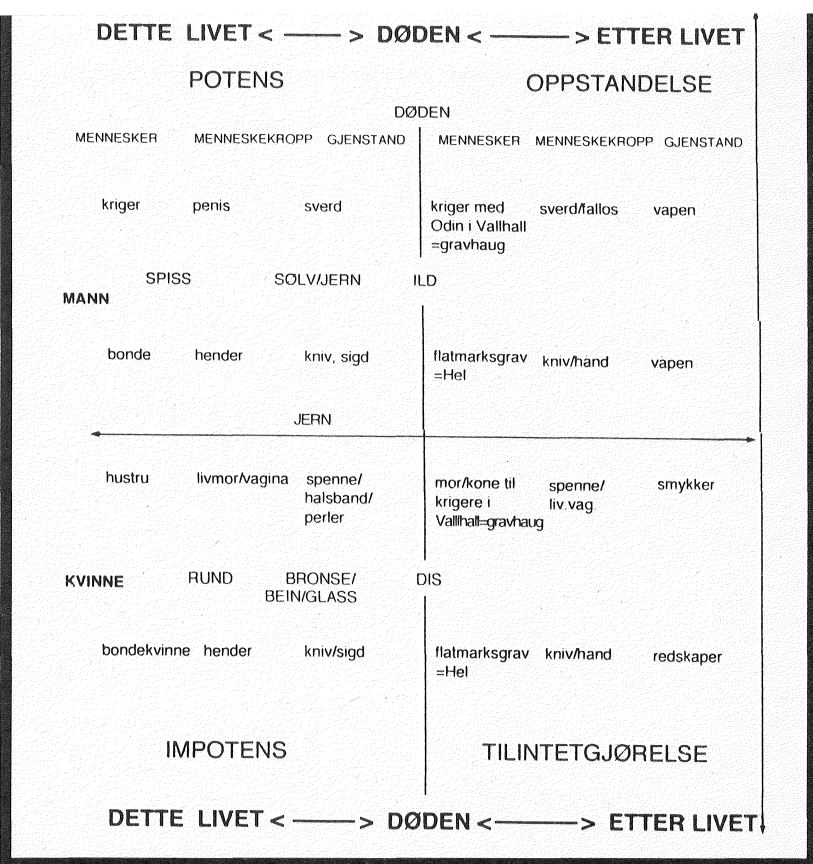 DETTE LIVET < —— > DØDEN < ——— > ETTER LIVET
POTENS OPPSTANDELSE
DØDEN
MENNESKER MENNESKEKROPP GJENSTAND MENNESKER MENNESKEKROPP GJENSTAND
kriger penis sverd kriger med sverd/fallos vapen
Odin i Vallhall
=gravhaug
SPISS SØLV/JERN ILD
MANN
bonde hender kniv, sigd flatmarksgrav kniv/hand vapen
=Hel
JERN
hustru livmor/vagina spenne/ mor/kone til spenne/ smykker
halsband/ krigere i liv.vag.
perler Vallhall=gravhaug
KVINNE RUND BRONSE/ DIS
BEIN/GLASS
bondekvinne hender kniv/sigd flatmarksgrav kniv/hand redskaper
=Hel
IMPOTENS TILINTETGJØRELSE
DETTE LIVET < ——— > DØDEN < ——— > ETTER LIVET